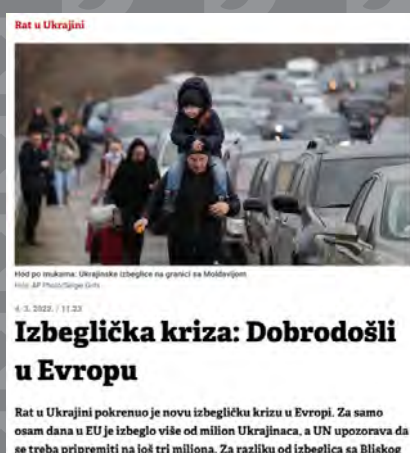 Rat u Ukrajini
Hod po mukama: Ukrajinske izbeglice na granici sa Moldavijom
Foto: AP Photo/Sergei Grits
4. 3. 2022. / 11.23
Izbeglička kriza: Dobrodošli
u Evropu
Rat u Ukrajini pokrenuo je novu izbegličku krizu u Evropi. Za samo
osam dana u EU je izbeglo više od milion Ukrajinaca, a UN upozorava da
se treba pripremiti na još tri miliona. Za razliku od izbeglica sa Bliskog